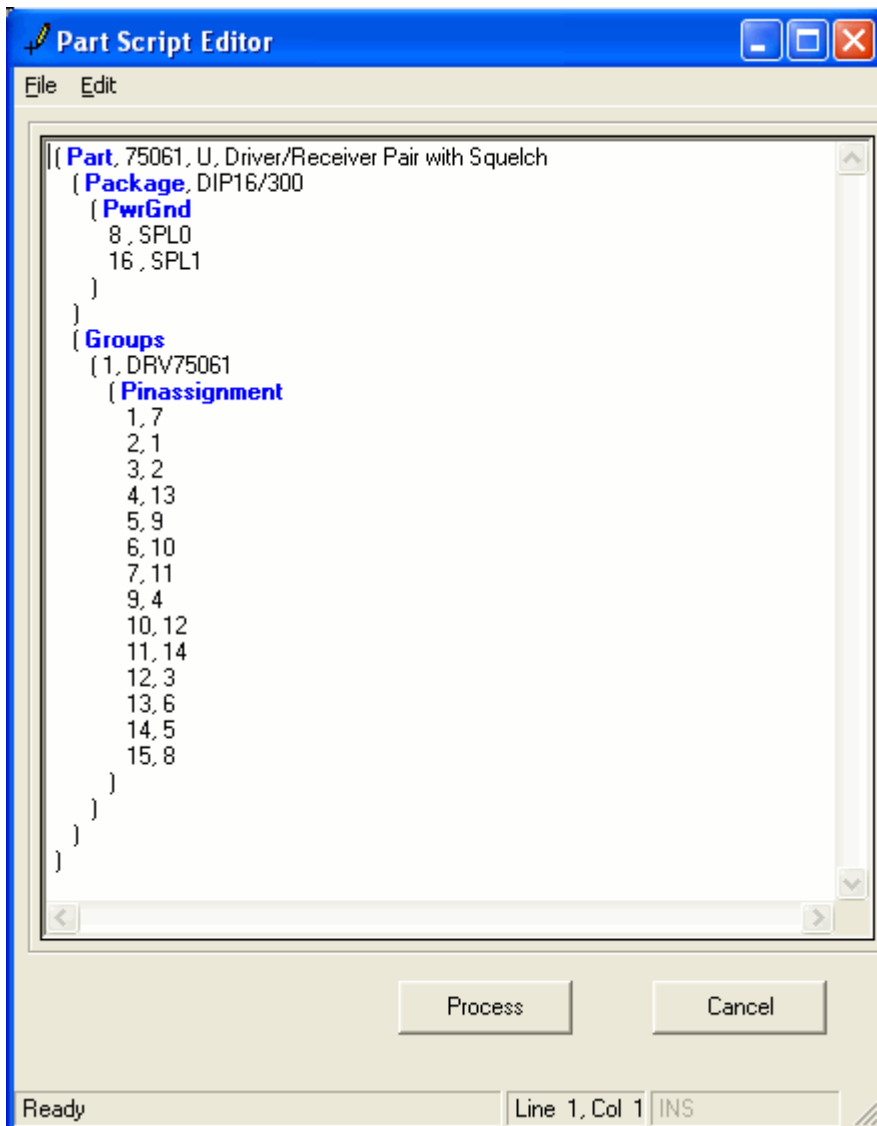 Part Script Editor
File Edit
( Part, 75061, U, Driver/Receiver Pair with Squelch
( Package, DIP16/300
( PwrGnd
8 , SPL0
16 , SPL1
)
)
( Groups
( 1, DRV75061
( Pinassignment
1, 7
2, 1
3, 2
4, 13
5, 9
6, 10
7, 11
9, 4
10, 12
11, 14
12, 3
13, 6
14, 5
15, 8
)
)
)
)
Process Cancel
Ready Line 1, Col 1 INS